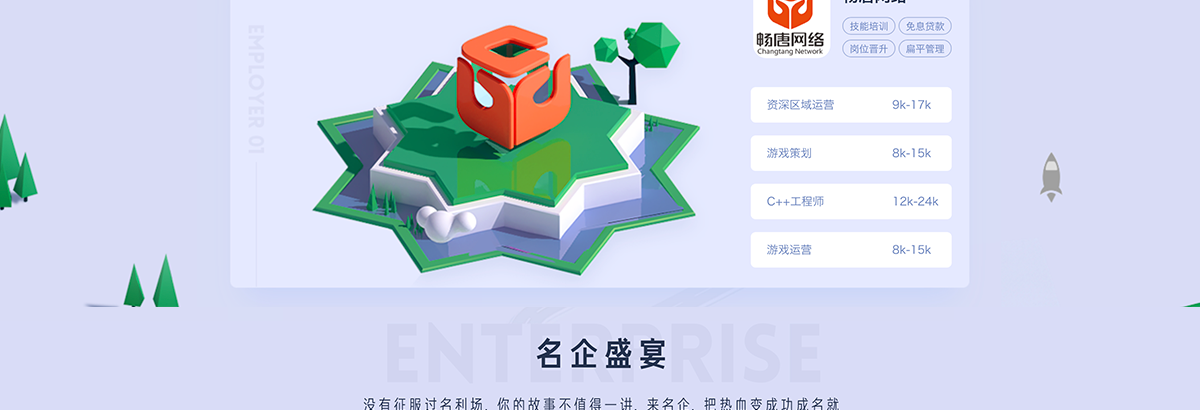 EMPLOYER 01
畅唐网络
畅唐网络
Changtang Network
技能培训 免息贷款
岗位晋升 扁平管理
资深区域运营 9k-17k
游戏策划 8k-15k
C++工程师 12k-24k
游戏运营 8k-15k
ENTERPRISE
名企盛宴
没有征服过名利场, 你的故事不值得一讲, 来名企, 把热血变成功成名就